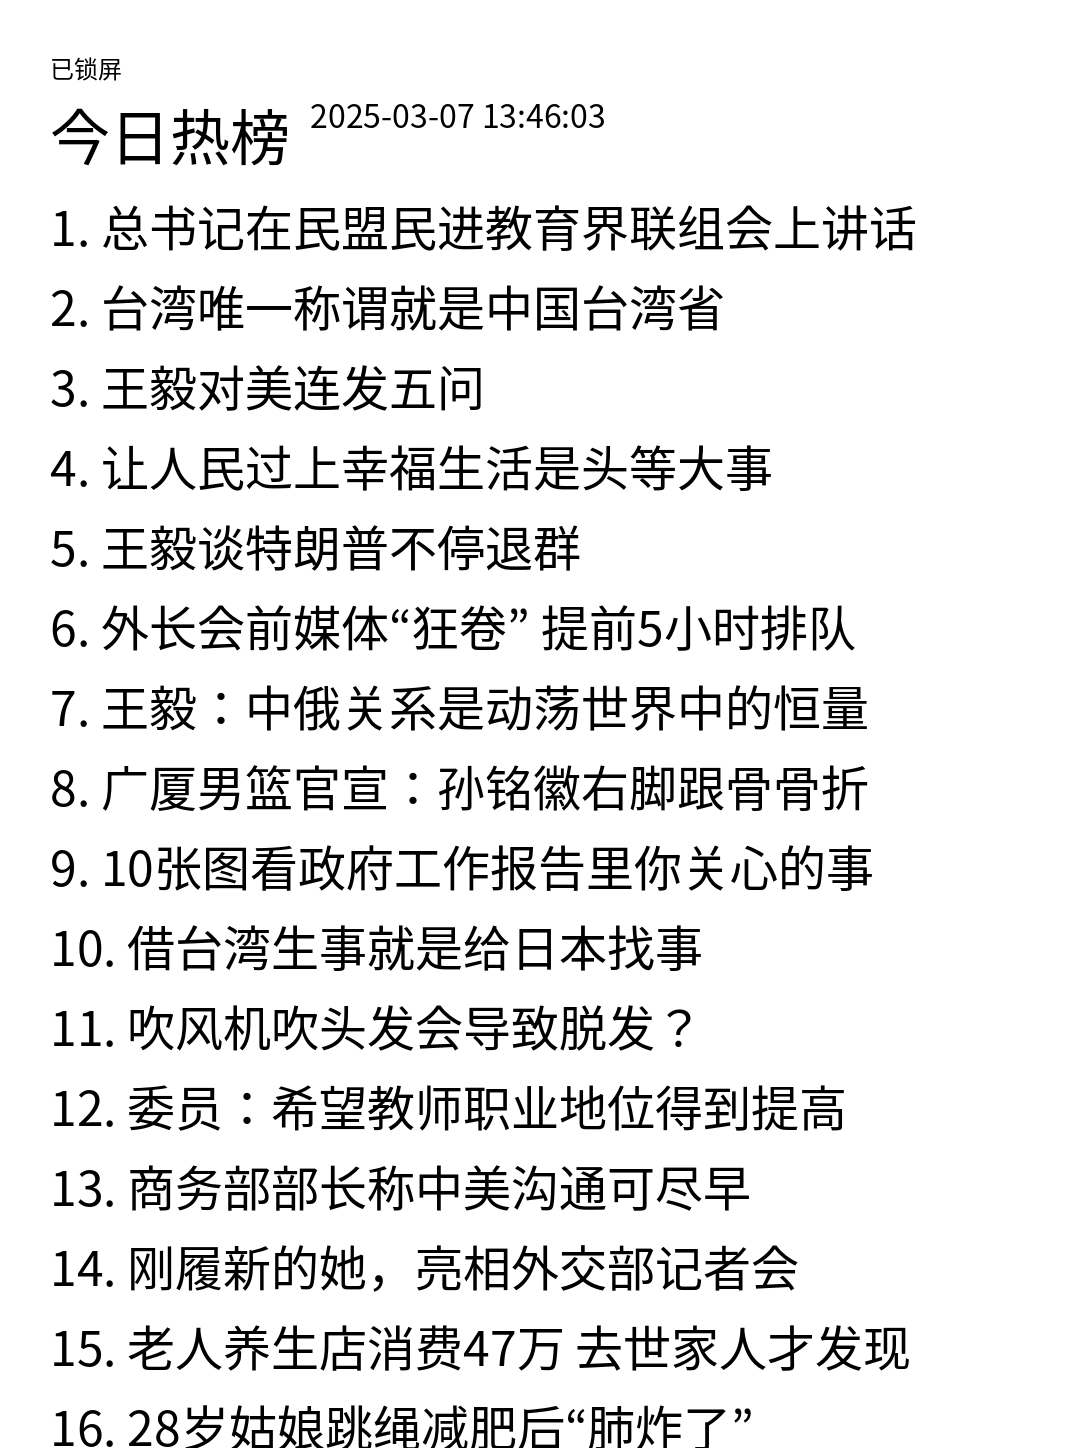 已锁屏
今日热榜 2025-03-07 13:46:03
1. 总书记在民盟民进教育界联组会上讲话
2. 台湾唯一称谓就是中国台湾省
3. 王毅对美连发五问
4. 让人民过上幸福生活是头等大事
5. 王毅谈特朗普不停退群
6. 外长会前媒体“狂卷” 提前5小时排队
7. 王毅：中俄关系是动荡世界中的恒量
8. 广厦男篮官宣：孙铭徽右脚跟骨骨折
9. 10张图看政府工作报告里你关心的事
10. 借台湾生事就是给日本找事
11. 吹风机吹头发会导致脱发？
12. 委员：希望教师职业地位得到提高
13. 商务部部长称中美沟通可尽早
14. 刚履新的她，亮相外交部记者会
15. 老人养生店消费47万 去世家人才发现
16. 28岁姑娘跳绳减肥后“肺炸了”